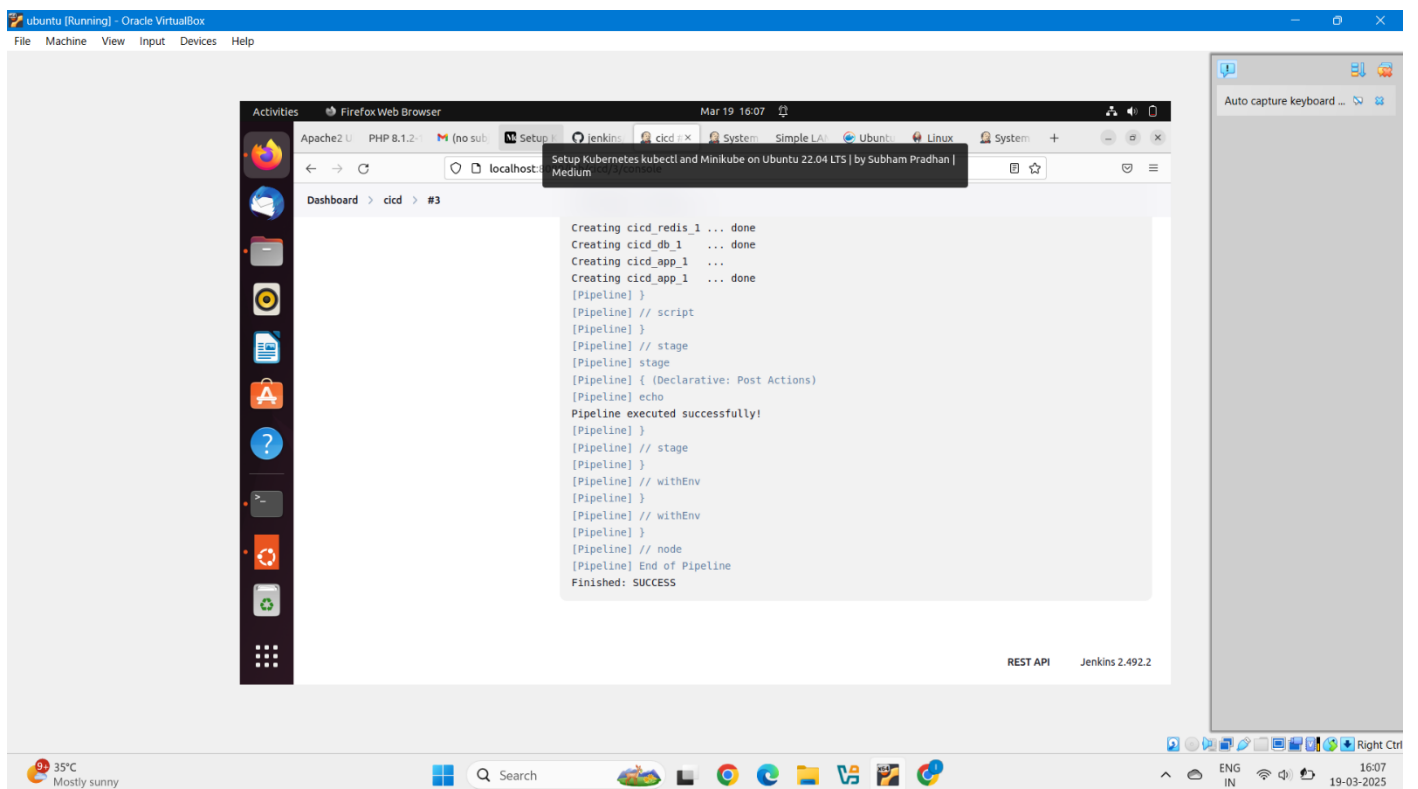 ubuntu [Running] - Oracle VirtualBox
File Machine View Input Devices Help
Auto capture keyboard ...
Activities Firefox Web Browser Mar 19 16:07
Apache2 U PHP 8.1.2- (no sub Setup K jenkins cicd #× System Simple LA Ubuntu Linux System +
localhost:
Setup Kubernetes kubectl and Minikube on Ubuntu 22.04 LTS | by Subham Pradhan |
Medium
Dashboard > cicd > #3
Creating cicd_redis_1 ... done
Creating cicd_db_1 ... done
Creating cicd_app_1 ...
Creating cicd_app_1 ... done
[Pipeline] }
[Pipeline] // script
[Pipeline] }
[Pipeline] // stage
[Pipeline] stage
[Pipeline] { (Declarative: Post Actions)
[Pipeline] echo
Pipeline executed successfully!
[Pipeline] }
[Pipeline] // stage
[Pipeline] }
[Pipeline] // withEnv
[Pipeline] }
[Pipeline] // withEnv
[Pipeline] }
[Pipeline] // node
[Pipeline] End of Pipeline
Finished: SUCCESS
REST API Jenkins 2.492.2
Right Ctrl
9+
35°C
Mostly sunny
Search
ENG
IN
16:07
19-03-2025